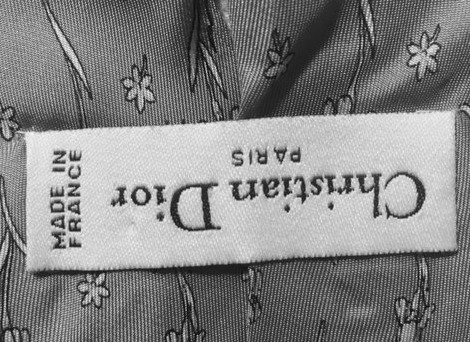 Christian Dior
PARIS
MADE IN
FRANCE